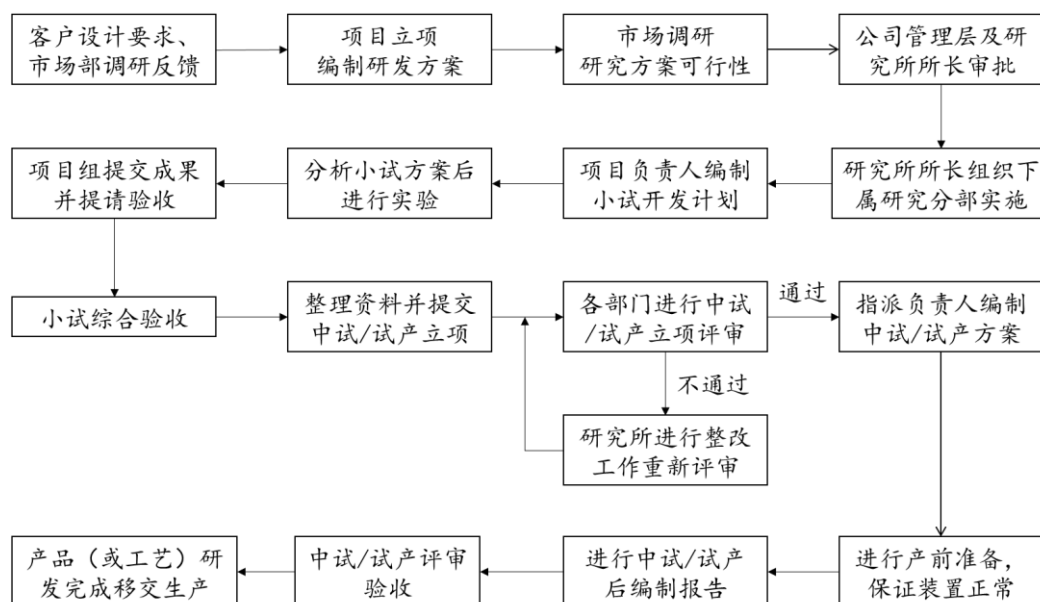 客户设计要求、
市场部调研反馈
项目立项
编制研发方案
市场调研
研究方案可行性
公司管理层及研
究所所长审批
研究所所长组织下
属研究分部实施
项目负责人编制
小试开发计划
分析小试方案后
进行实验
项目组提交成果
并提请验收
小试综合验收
整理资料并提交
中试/试产立项
各部门进行中试
/试产立项评审
通过
指派负责人编制
中试/试产方案
不通过
研究所进行整改
工作重新评审
进行产前准备,
保证装置正常
进行中试/试产
后编制报告
中试/试产评审
验收
产品（或工艺）研
发完成移交生产